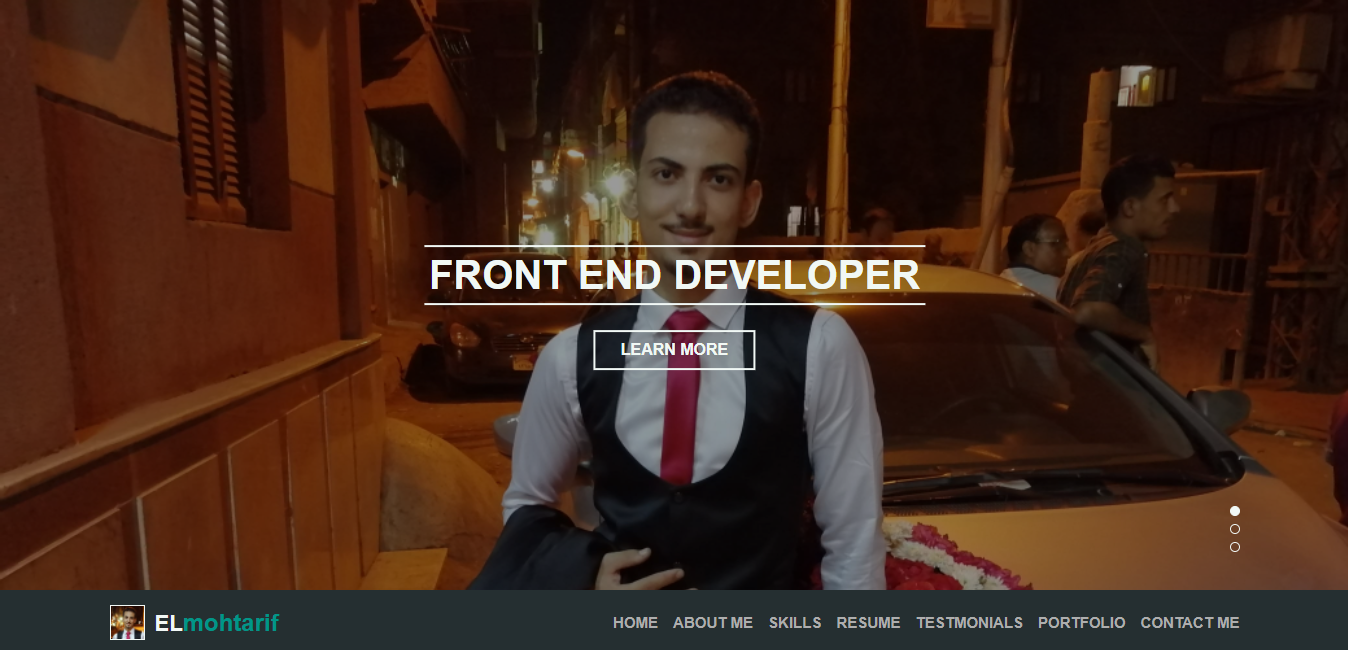 FRONT END DEVELOPER
LEARN MORE
ELmohtarif
HOME ABOUT ME SKILLS RESUME TESTMONIALS PORTFOLIO CONTACT ME